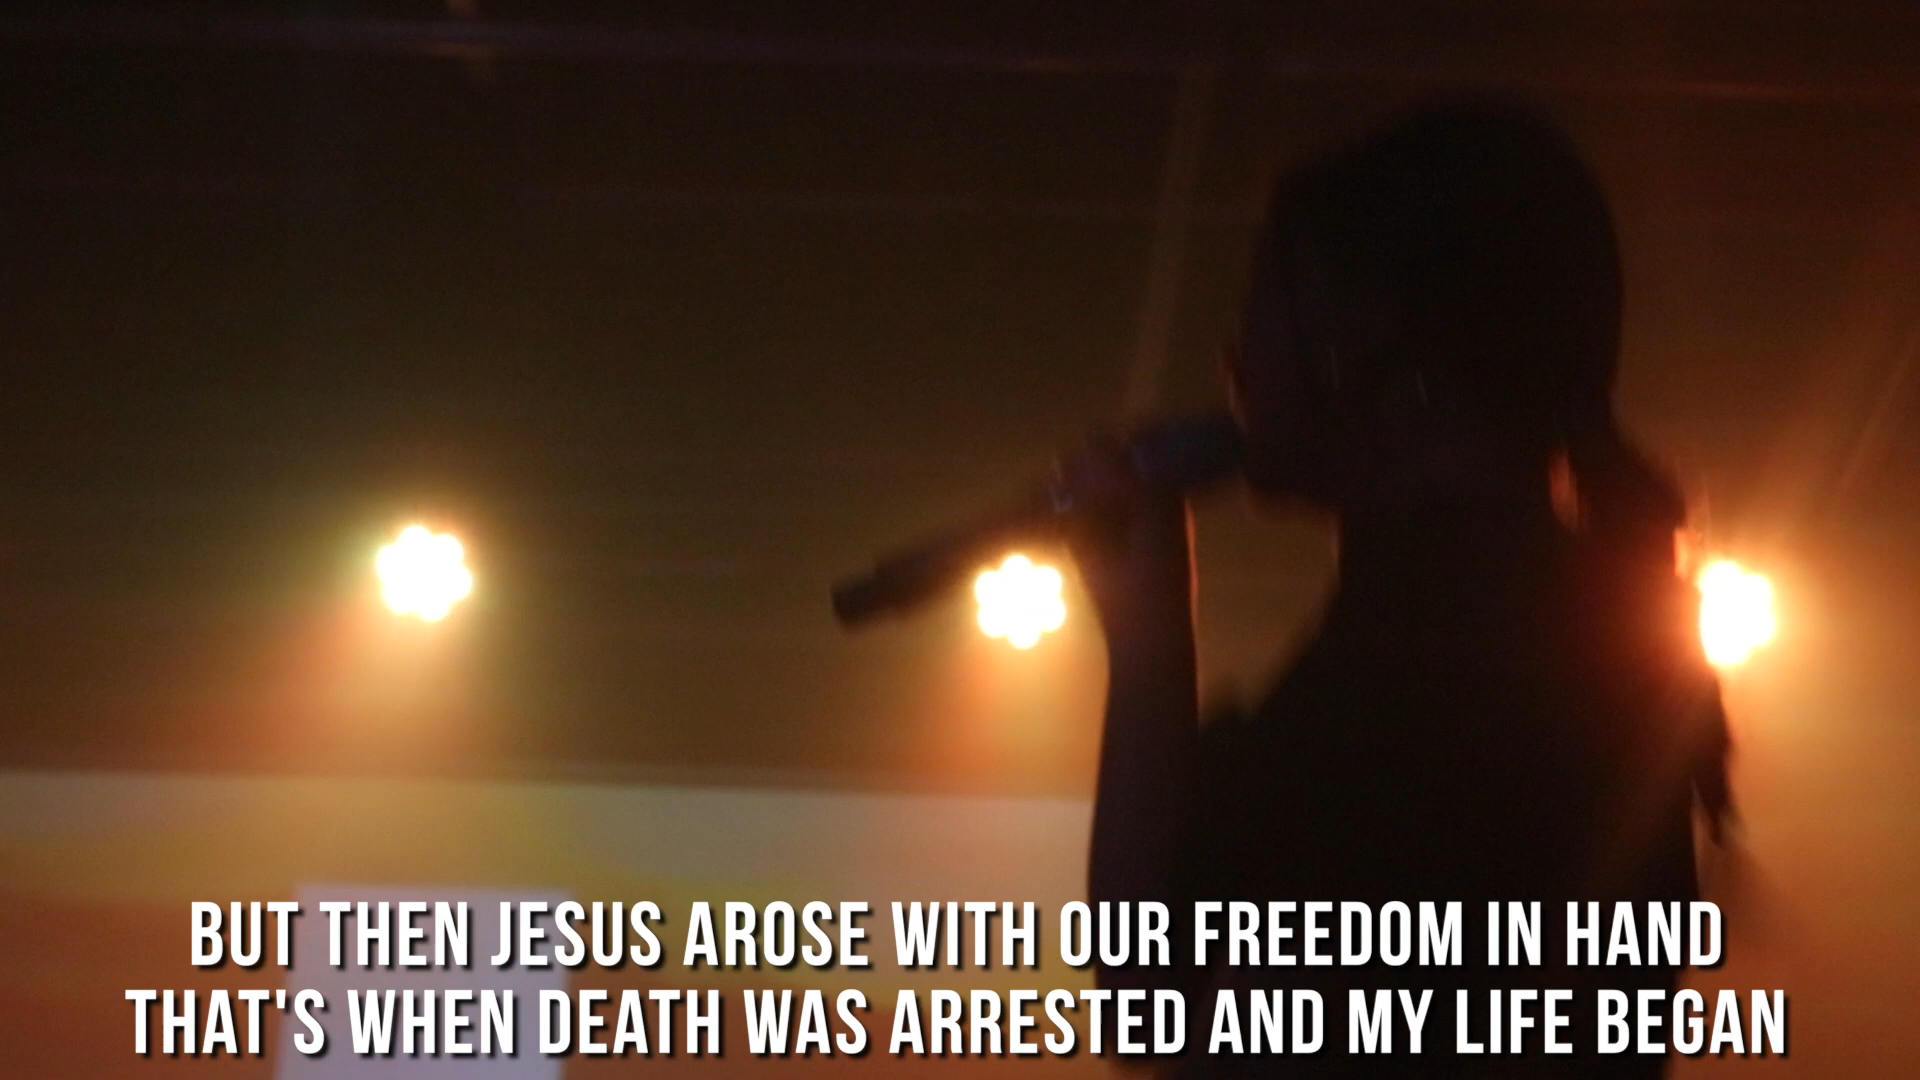 BUT THEN JESUS AROSE WITH OUR FREEDOM IN HAND
THAT'S WHEN DEATH WAS ARRESTED AND MY LIFE BEGAN